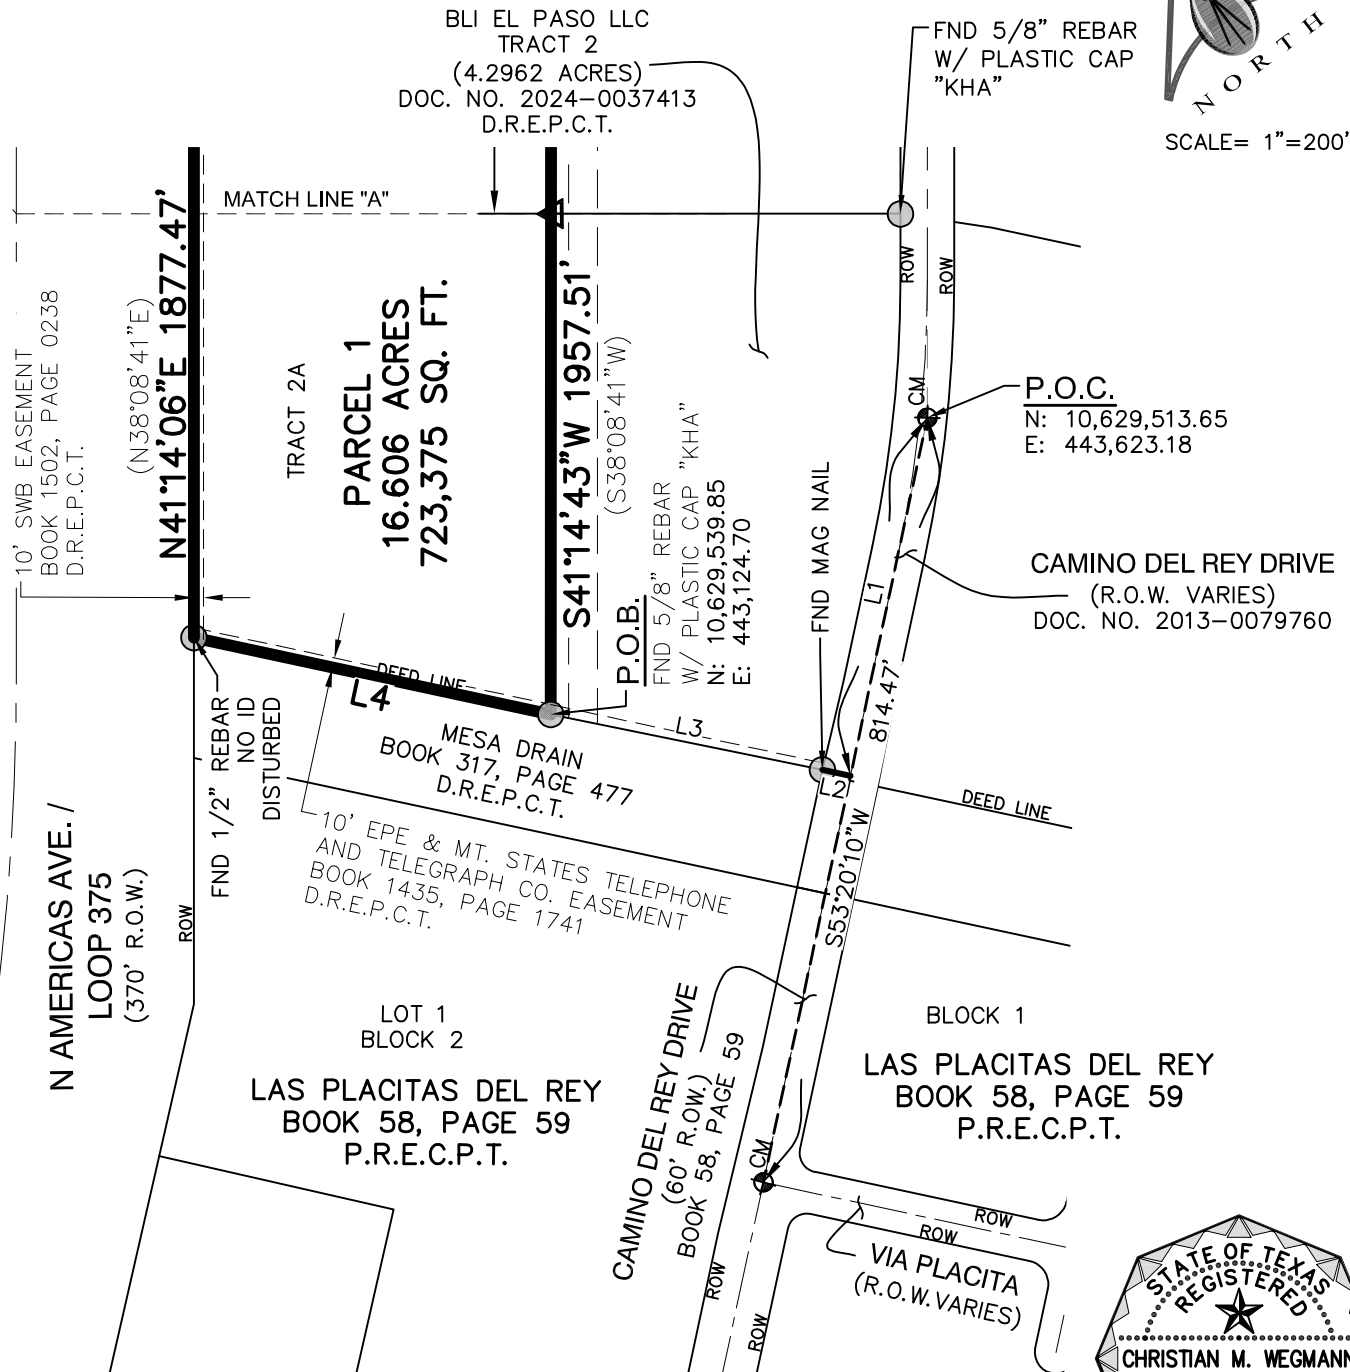 BLI EL PASO LLC
TRACT 2
(4.2962 ACRES)
DOC. NO. 2024-0037413
D.R.E.P.C.T.
FND 5/8" REBAR
W/ PLASTIC CAP
"KHA"
NORTH
SCALE= 1"=200'
MATCH LINE "A"
10' SWB EASEMENT
BOOK 1502, PAGE 0238
D.R.E.P.C.T.
(N38°08'41"E)
N41°14'06"E 1877.47'
TRACT 2A
PARCEL 1
16.606 ACRES
723,375 SQ. FT.
S41°14'43"W 1957.51'
(S38°08'41"W)
P.O.B.
FND 5/8" REBAR
W/ PLASTIC CAP "KHA"
N: 10,629,539.85
E: 443,124.70
FND MAG NAIL
ROW
ROW
CM
P.O.C.
N: 10,629,513.65
E: 443,623.18
CAMINO DEL REY DRIVE
(R.O.W. VARIES)
DOC. NO. 2013-0079760
L1
814.47'
S53°20'10"W
L2
L3
DEED LINE
L4
DEED LINE
FND 1/2" REBAR
NO ID
DISTURBED
MESA DRAIN
BOOK 317, PAGE 477
D.R.E.P.C.T.
10' EPE & MT. STATES TELEPHONE
AND TELEGRAPH CO. EASEMENT
BOOK 1435, PAGE 1741
D.R.E.P.C.T.
N AMERICAS AVE. /
LOOP 375
(370' R.O.W.)
ROW
LOT 1
BLOCK 2
LAS PLACITAS DEL REY
BOOK 58, PAGE 59
P.R.E.C.P.T.
CAMINO DEL REY DRIVE
(60' R.OW.)
BOOK 58, PAGE 59
BLOCK 1
LAS PLACITAS DEL REY
BOOK 58, PAGE 59
P.R.E.C.P.T.
CM
ROW
ROW
VIA PLACITA
(R.O.W.VARIES)
ROW
ROW
STATE OF TEXAS
REGISTERED
CHRISTIAN M. WEGMANN